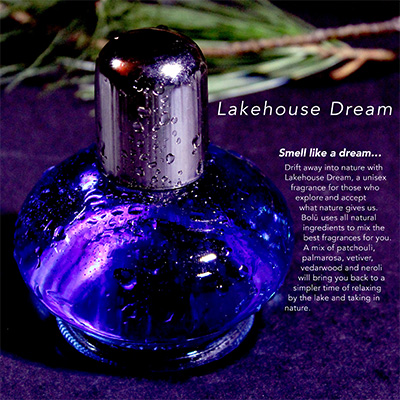 Lakehouse Dream
Smell like a dream...
Drift away into nature with
Lakehouse Dream, a unisex
fragrance for those who
explore and accept
what nature gives us.
Bolú uses all natural
ingredients to mix the
best fragrances for you.
A mix of patchouli,
palmarosa, vetiver,
vedarwood and neroli
will bring you back to a
simpler time of relaxing
by the lake and taking in
nature.